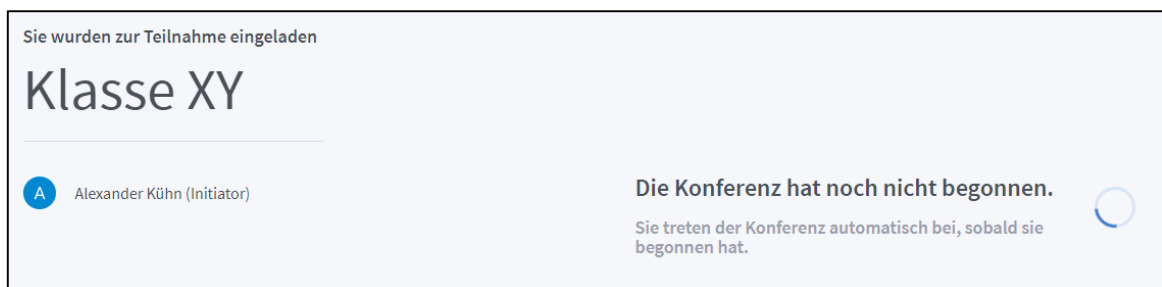 Sie wurden zur Teilnahme eingeladen
Klasse XY
A Alexander Kühn (Initiator)
Die Konferenz hat noch nicht begonnen.
Sie treten der Konferenz automatisch bei, sobald sie
begonnen hat.